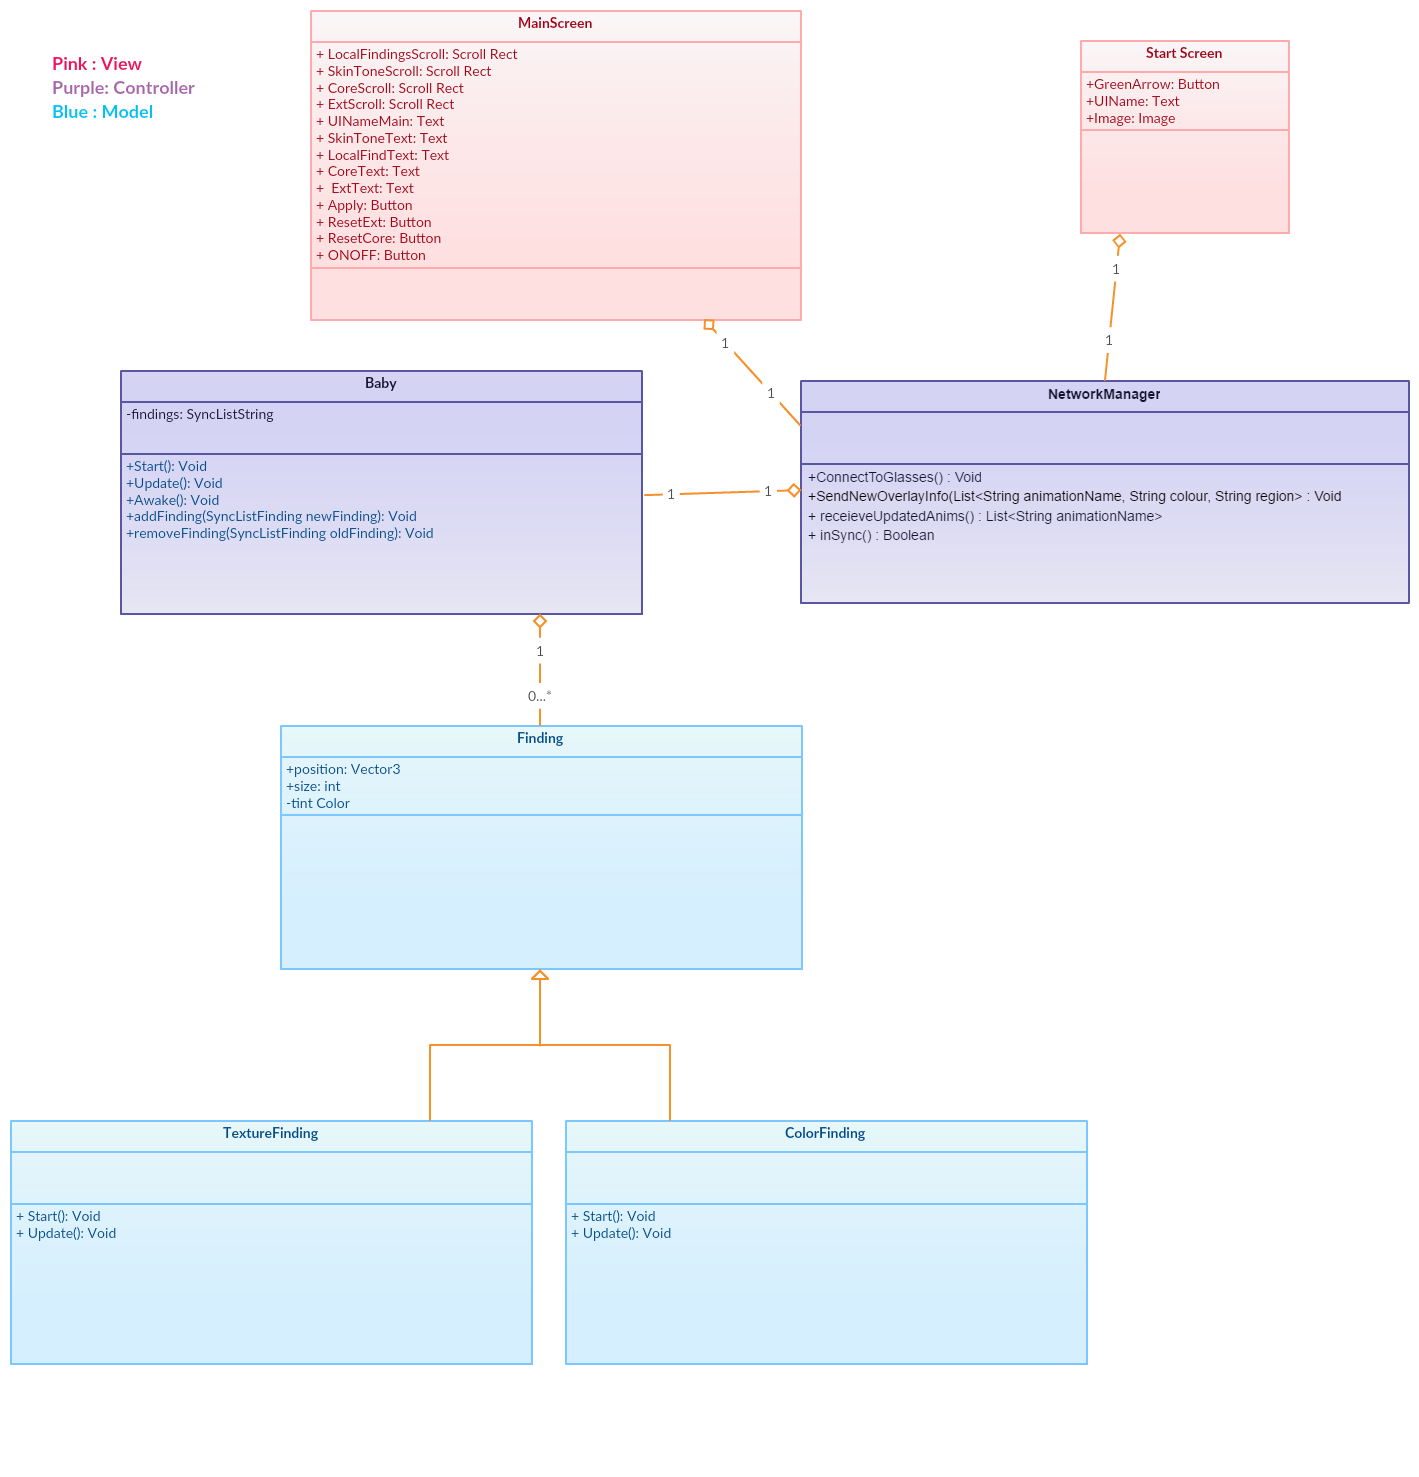 Pink : View
Purple: Controller
Blue : Model
MainScreen
+ LocalFindingsScroll: Scroll Rect
+ SkinToneScroll: Scroll Rect
+ CoreScroll: Scroll Rect
+ ExtScroll: Scroll Rect
+ UINameMain: Text
+ SkinToneText: Text
+ LocalFindText: Text
+ CoreText: Text
+  ExtText: Text
+ Apply: Button
+ ResetExt: Button
+ ResetCore: Button
+ ONOFF: Button
Start Screen
+GreenArrow: Button
+UIName: Text
+Image: Image
1
1
1
1
Baby
-findings: SyncListString
+Start(): Void
+Update(): Void
+Awake(): Void
+addFinding(SyncListFinding newFinding): Void
+removeFinding(SyncListFinding oldFinding): Void
1
1
NetworkManager
+ConnectToGlasses() : Void
+SendNewOverlayInfo(List<String animationName, String colour, String region> : Void
+ receieveUpdatedAnims() : List<String animationName>
+ inSync() : Boolean
1
0...*
Finding
+position: Vector3
+size: int
-tint Color
TextureFinding
+ Start(): Void
+ Update(): Void
ColorFinding
+ Start(): Void
+ Update(): Void